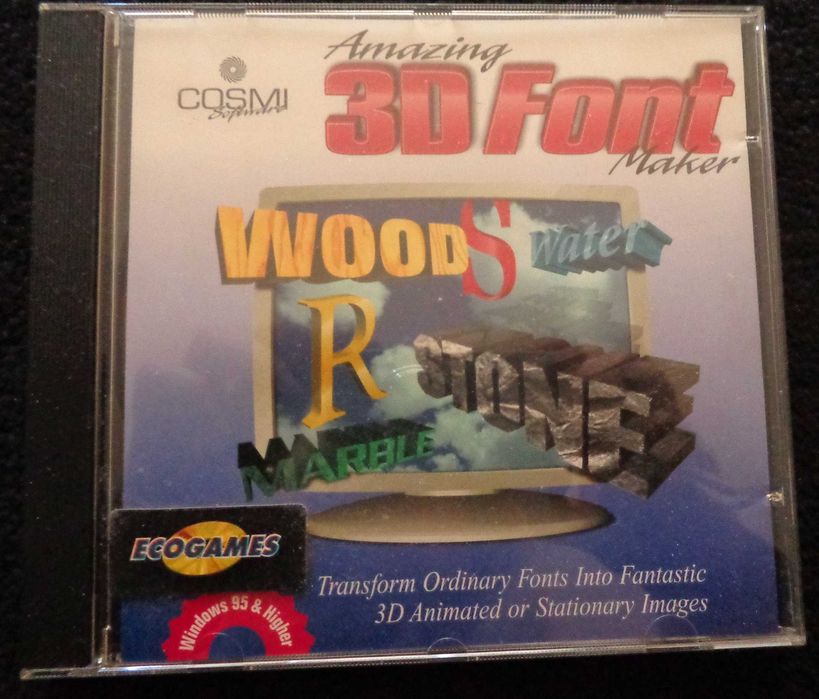 Amazing
3D Font
Maker
COSMI
Software
WOOD S Water
R
STONE
MARBLE
ECOGAMES
Transform Ordinary Fonts Into Fantastic
3D Animated or Stationary Images
Windows 95 & Higher